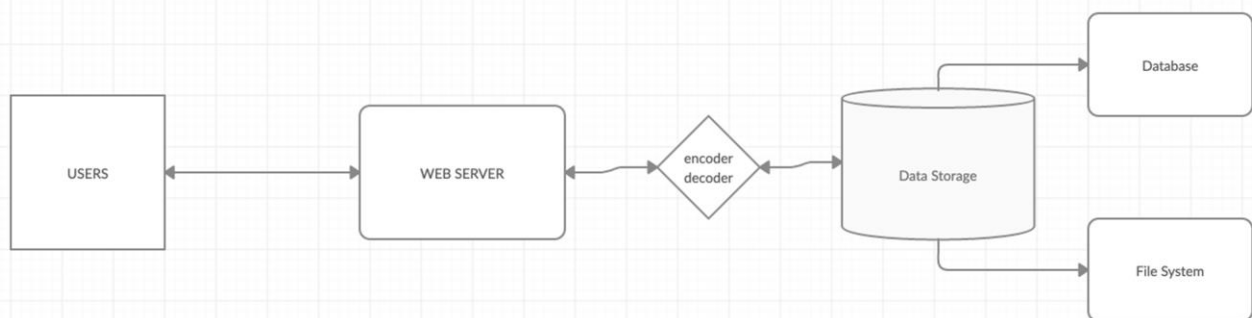 USERS
WEB SERVER
encoder
decoder
Data Storage
Database
File System